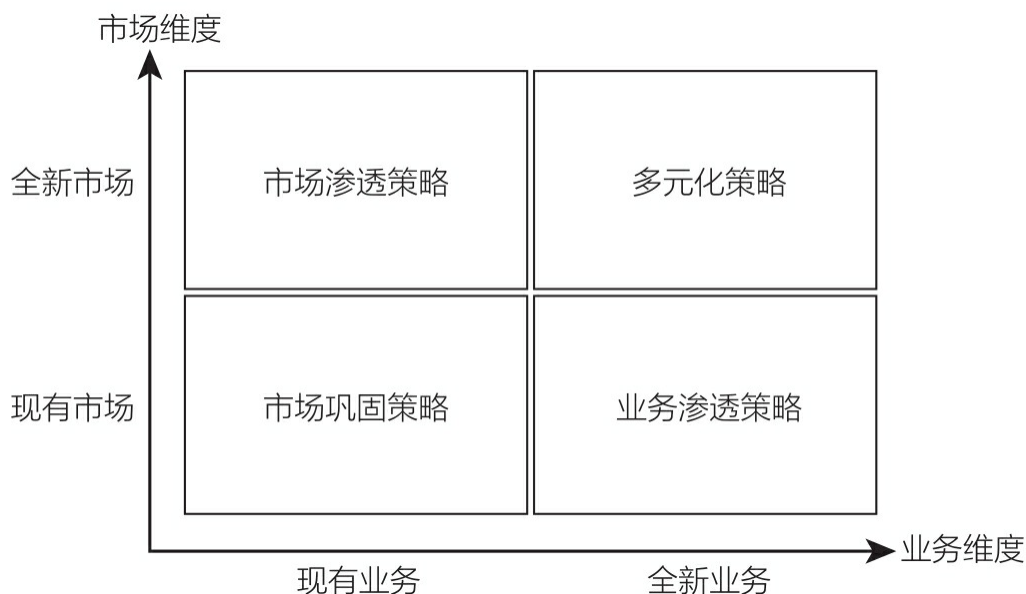 市场维度
全新市场
市场渗透策略
多元化策略
现有市场
市场巩固策略
业务渗透策略
业务维度
现有业务
全新业务